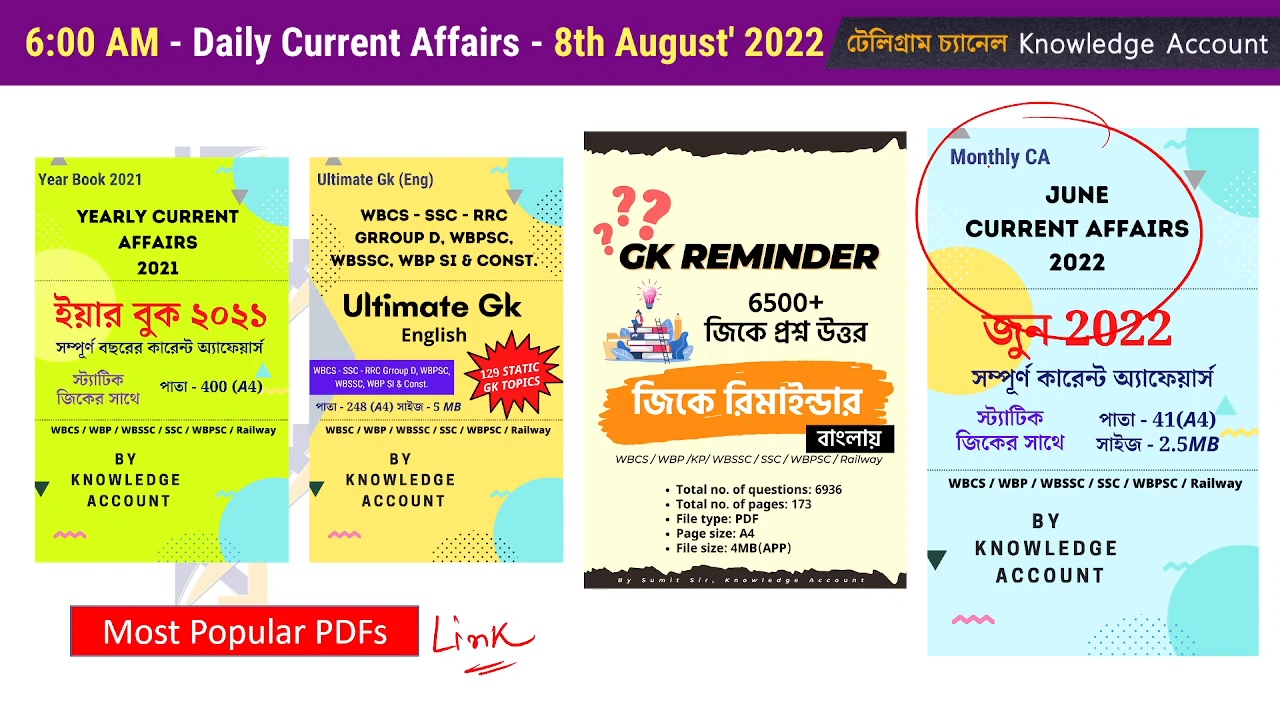 6:00 AM - Daily Current Affairs - 8th August' 2022
টেলিগ্রাম চ্যানেল Knowledge Account
Year Book 2021
YEARLY CURRENT
AFFAIRS
2021
ইয়ার বুক ২০২১
সম্পূর্ণ বছরের কারেন্ট অ্যাফেয়ার্স
স্ট্যাটিক
জিকের সাথে
পাতা - 400 (A4)
WBCS / WBP / WBSSC / SSC / WBPSC / Railway
BY
KNOWLEDGE
ACCOUNT
Ultimate Gk (Eng)
WBCS - SSC - RRC
GRROUP D, WBPSC,
WBSSC, WBP SI & CONST.
Ultimate Gk
English
WBCS - SSC - RRC Grroup D, WBPSC,
WBSSC, WBP SI & Const.
129 STATIC
GK TOPICS
পাতা - 248 (A4) সাইজ - 5 MB
WBSC / WBP / WBSSC / SSC / WBPSC / Railway
BY
KNOWLEDGE
ACCOUNT
???
GK REMINDER
6500+
জিকে প্রশ্ন উত্তর
জিকে রিমাইন্ডার
বাংলায়
WBCS / WBP /KP/ WBSSC / SSC / WBPSC / Railway
• Total no. of questions: 6936
• Total no. of pages: 173
• File type: PDF
• Page size: A4
• File size: 4MB(APP)
By Sumit Sir, Knowledge Account
Monthly CA
JUNE
CURRENT AFFAIRS
2022
জুন 2022
সম্পূর্ণ কারেন্ট অ্যাফেয়ার্স
স্ট্যাটিক
জিকের সাথে
পাতা - 41(A4)
সাইজ - 2.5MB
WBCS / WBP / WBSSC / SSC / WBPSC / Railway
BY
KNOWLEDGE
ACCOUNT
Most Popular PDFs
Link